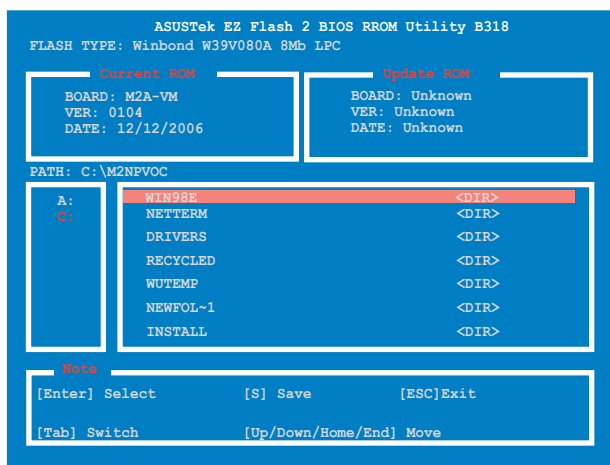 ASUSTek EZ Flash 2 BIOS RROM Utility B318
FLASH TYPE: Winbond W39V080A 8Mb LPC
Current ROM
BOARD: M2A-VM
VER: 0104
DATE: 12/12/2006
Update ROM
BOARD: Unknown
VER: Unknown
DATE: Unknown
PATH: C:\M2NPVOC
A:
C:
WIN98E <DIR>
NETTERM <DIR>
DRIVERS <DIR>
RECYCLED <DIR>
WUTEMP <DIR>
NEWFOL~1 <DIR>
INSTALL <DIR>
Note
[Enter] Select [S] Save [ESC]Exit
[Tab] Switch [Up/Down/Home/End] Move